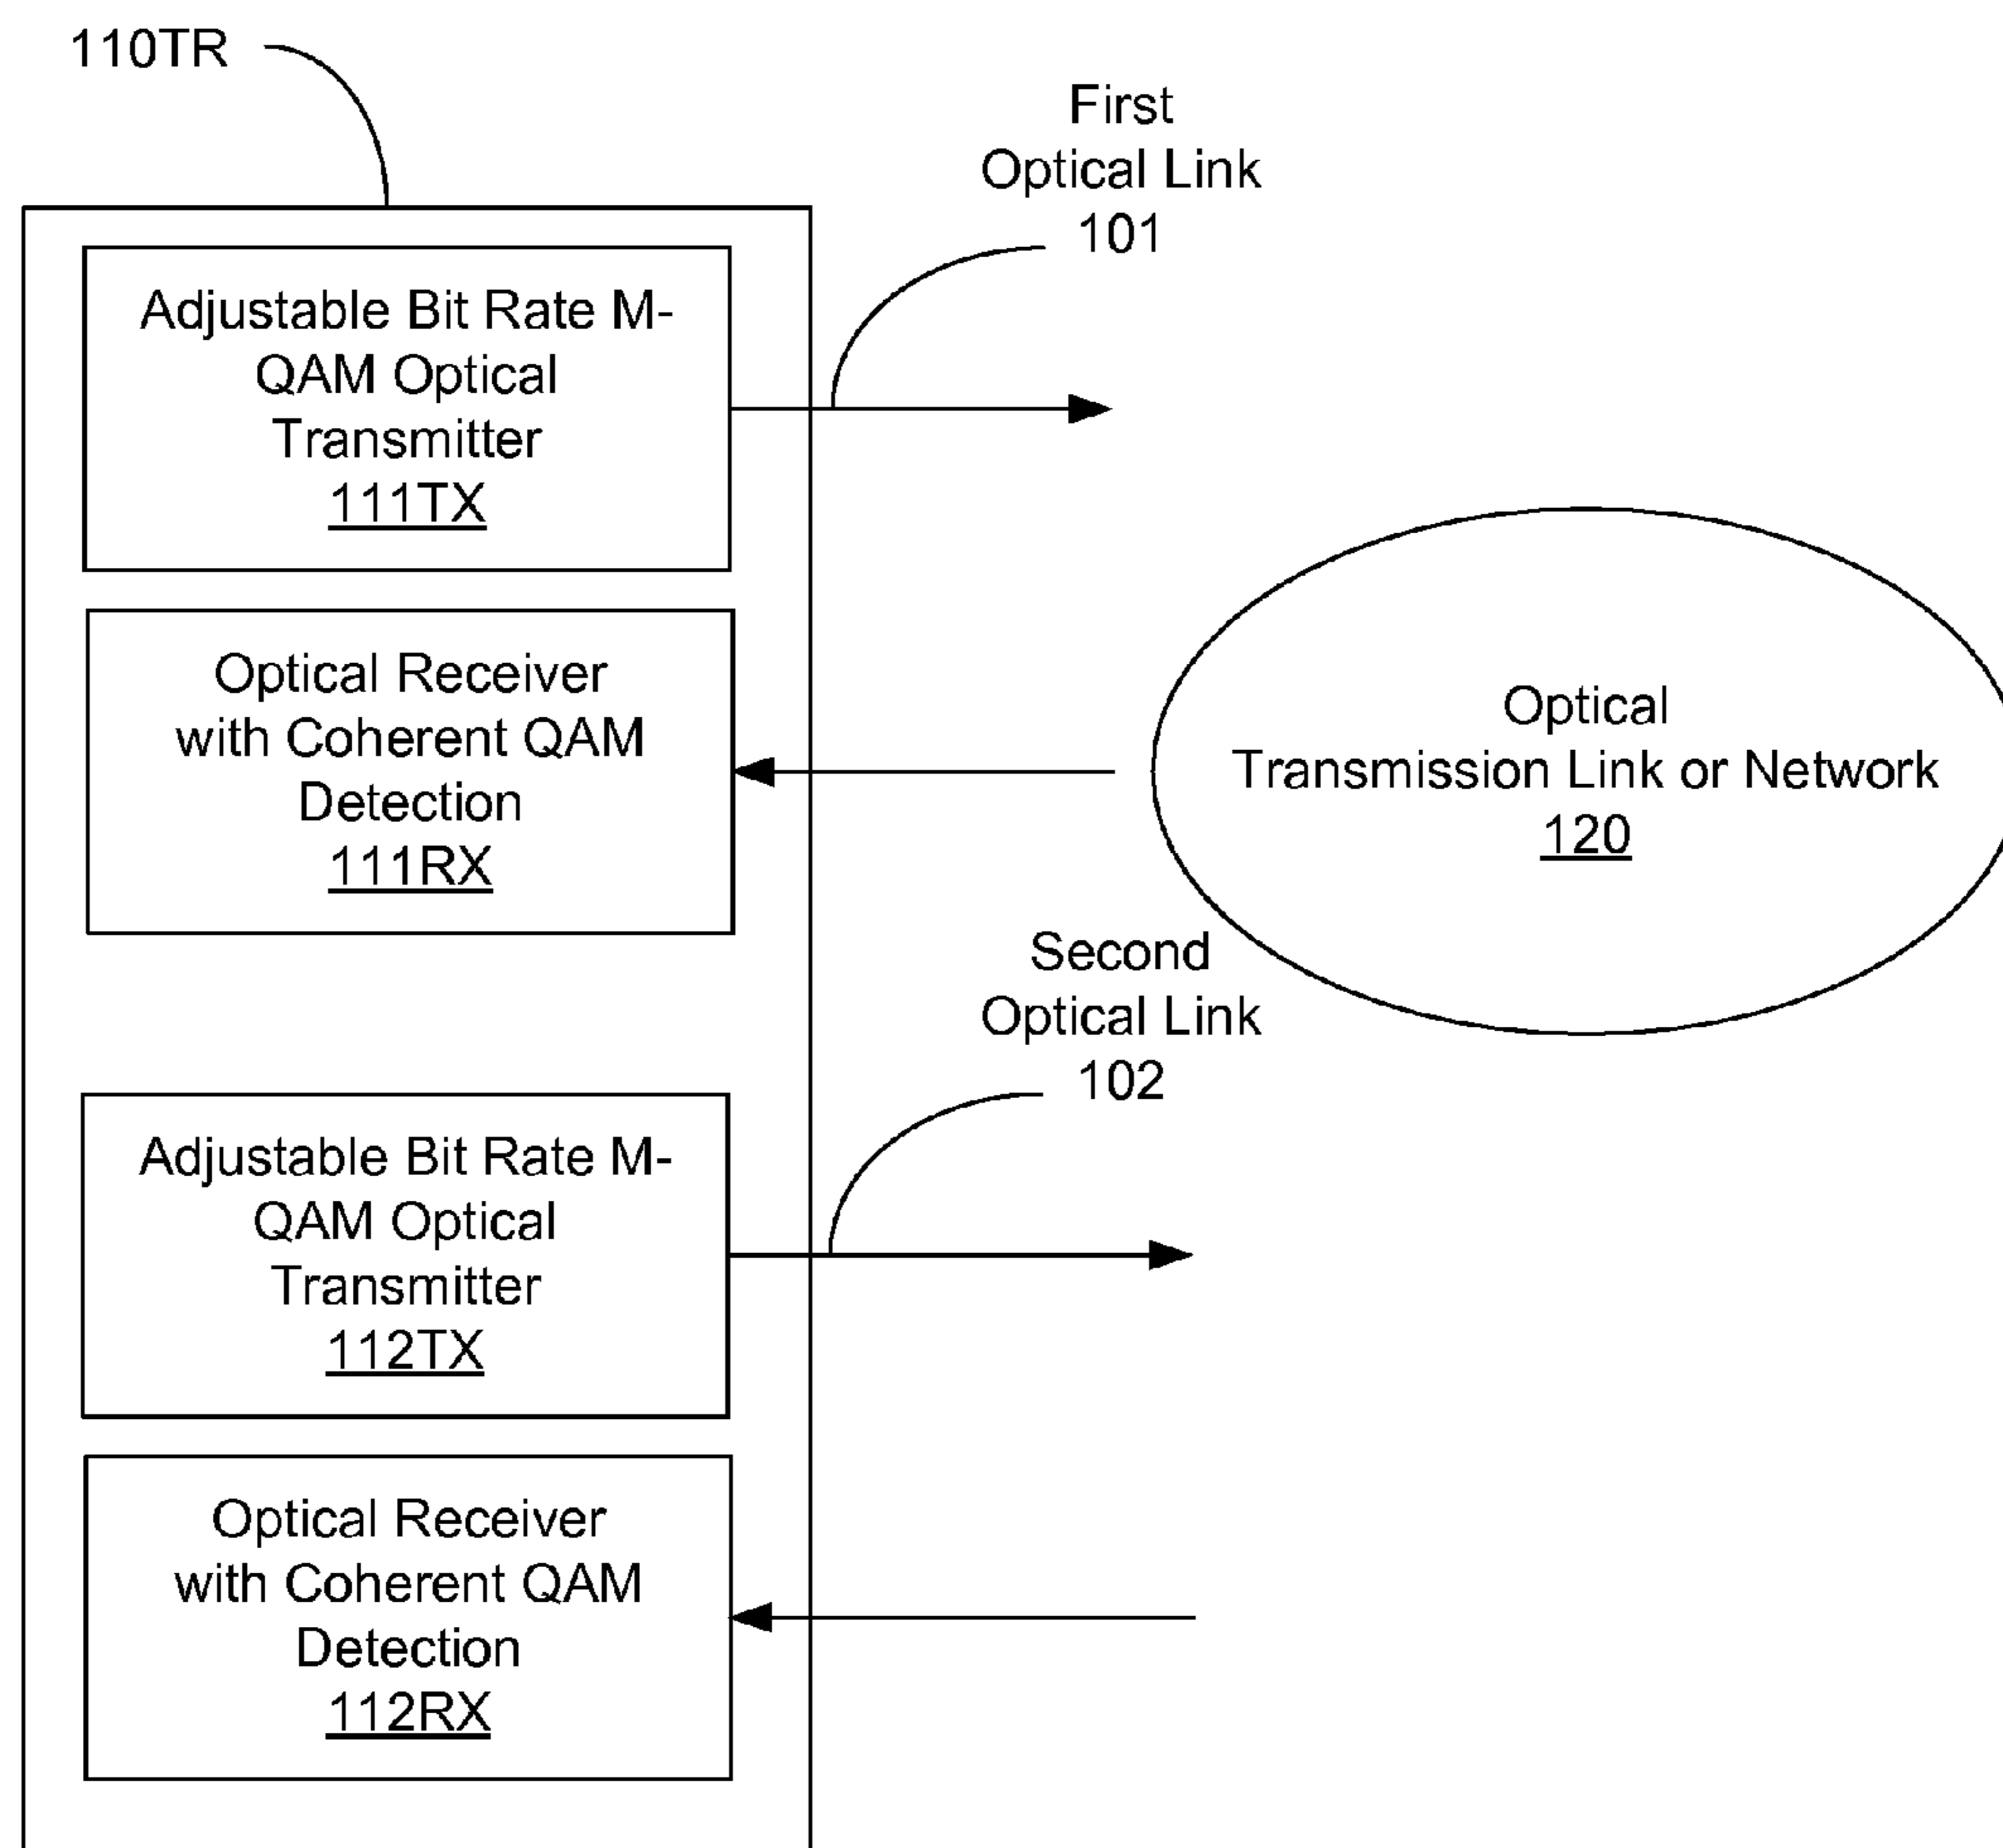 110TR
First
Optical Link
101
Adjustable Bit Rate M-
QAM Optical
Transmitter
111TX
Optical Receiver
with Coherent QAM
Detection
111RX
Optical
Transmission Link or Network
120
Second
Optical Link
102
Adjustable Bit Rate M-
QAM Optical
Transmitter
112TX
Optical Receiver
with Coherent QAM
Detection
112RX